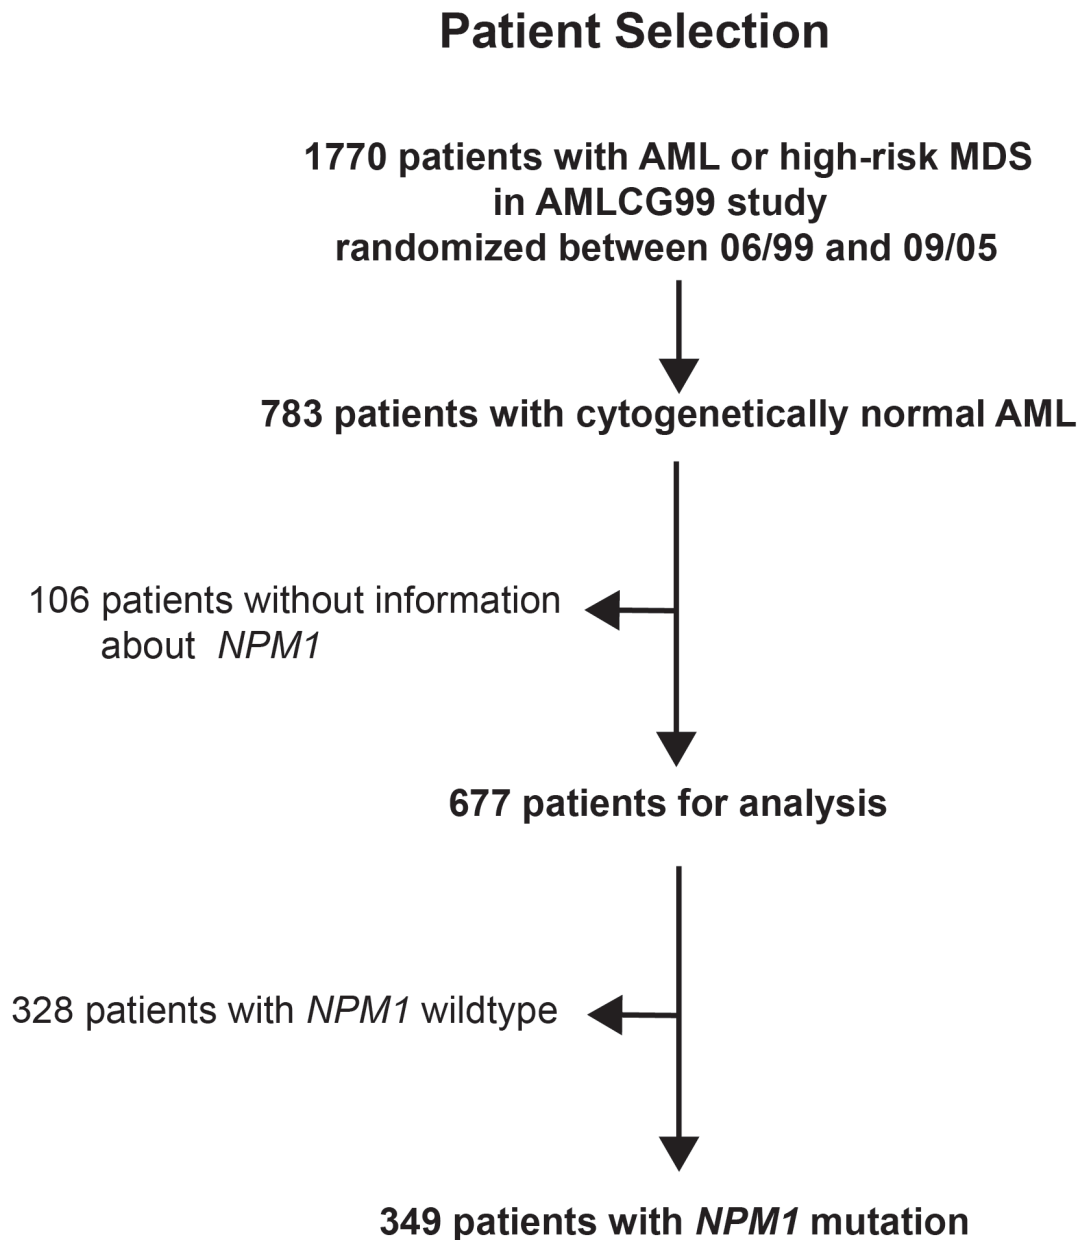 Patient Selection
1770 patients with AML or high-risk MDS
in AMLCG99 study
randomized between 06/99 and 09/05
783 patients with cytogenetically normal AML
106 patients without information
about NPM1
677 patients for analysis
328 patients with NPM1 wildtype
349 patients with NPM1 mutation